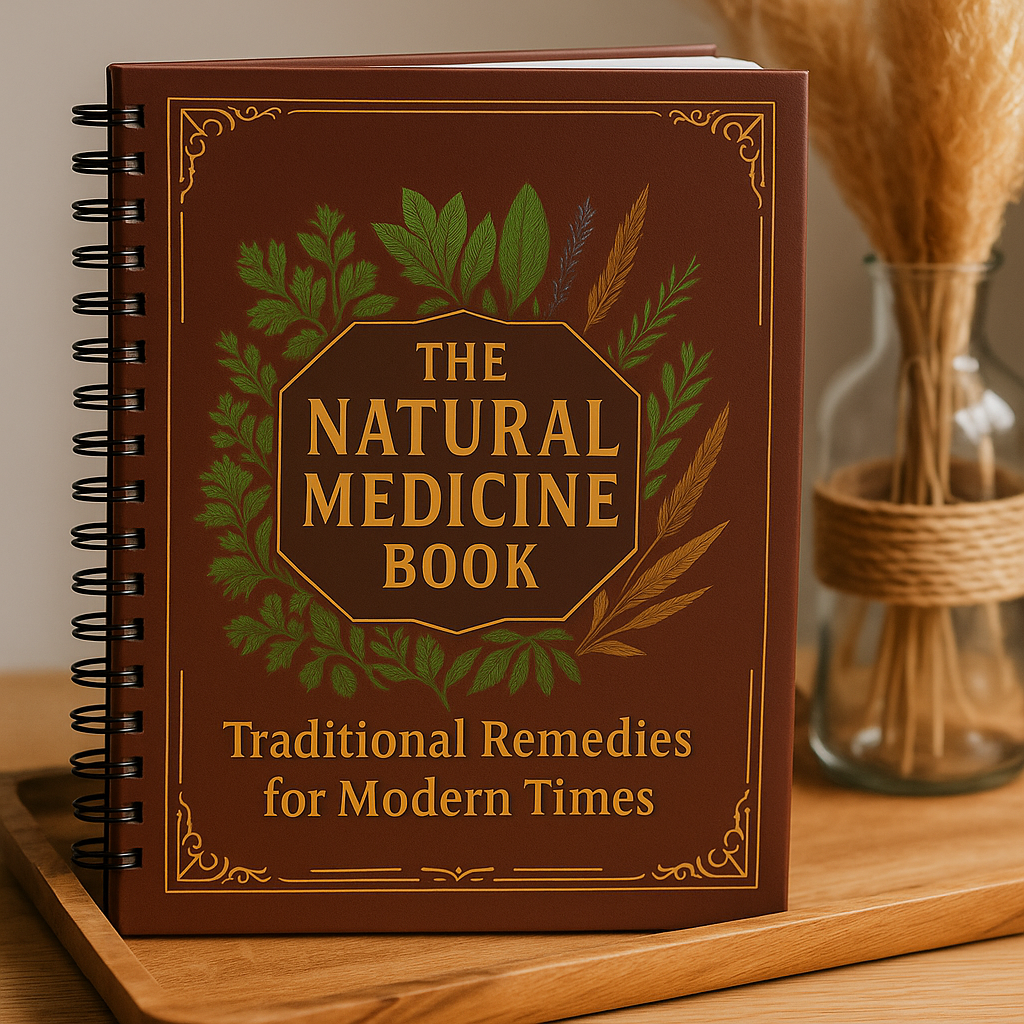 THE
NATURAL
MEDICINE
BOOK
Traditional Remedies
for Modern Times